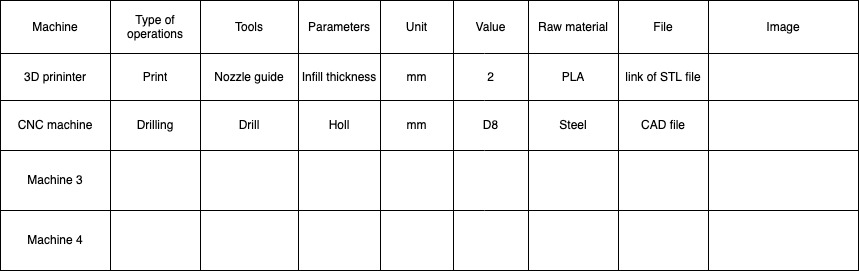 Machine
Type of
operations
Tools
Parameters
Unit
Value
Raw material
File
Image
3D prininter
Print
Nozzle guide
Infill thickness
mm
2
PLA
link of STL file
CNC machine
Drilling
Drill
Holl
mm
D8
Steel
CAD file
Machine 3
Machine 4